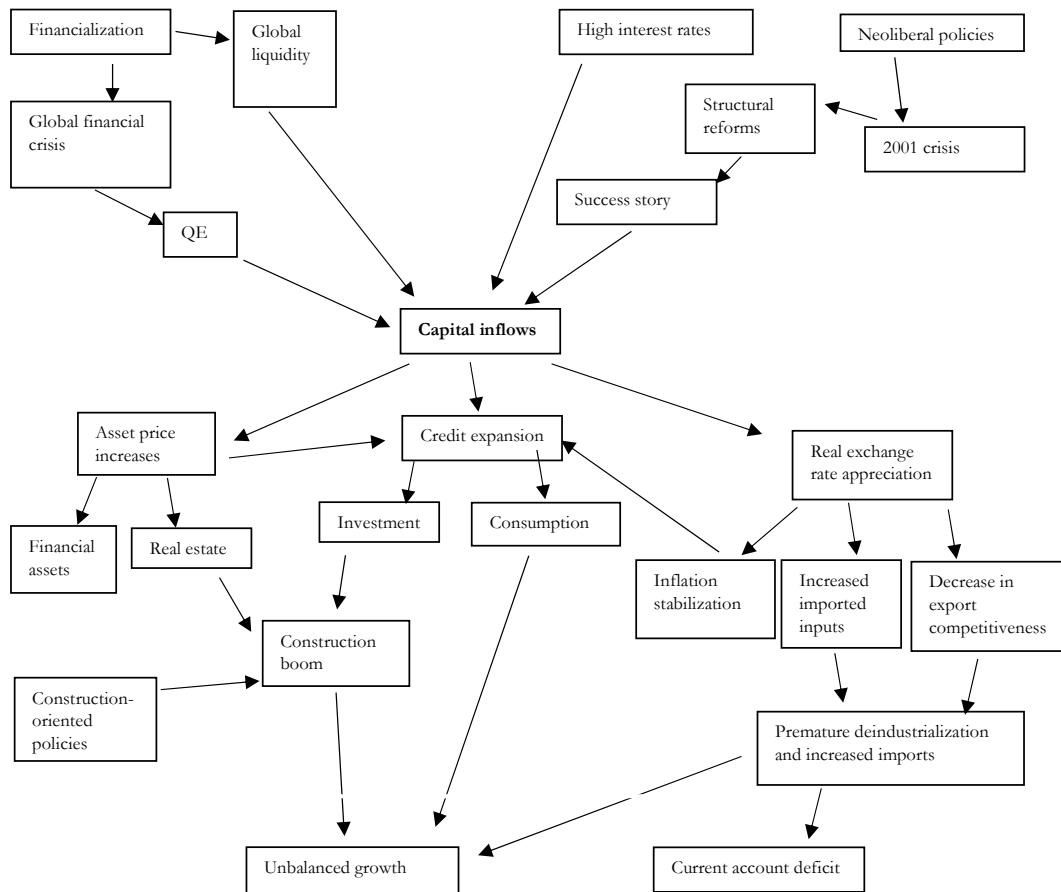 Financialization
Global
liquidity
High interest rates
Neoliberal policies
Global financial
crisis
Structural
reforms
2001 crisis
QE
Success story
Capital inflows
Asset price
increases
Credit expansion
Real exchange
rate appreciation
Financial
assets
Real estate
Investment
Consumption
Inflation
stabilization
Increased
imported
inputs
Decrease in
export
competitiveness
Construction
boom
Construction-
oriented
policies
Premature deindustrialization
and increased imports
Unbalanced growth
Current account deficit